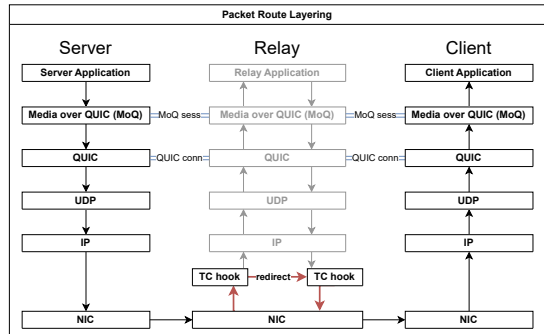 Packet Route Layering
Server Relay Client
Server Application Relay Application Client Application
Media over QUIC (MoQ) MoQ sess Media over QUIC (MoQ) MoQ sess Media over QUIC (MoQ)
QUIC QUIC conn QUIC QUIC conn QUIC
UDP UDP UDP
IP IP IP
TC hook redirect TC hook
NIC NIC NIC